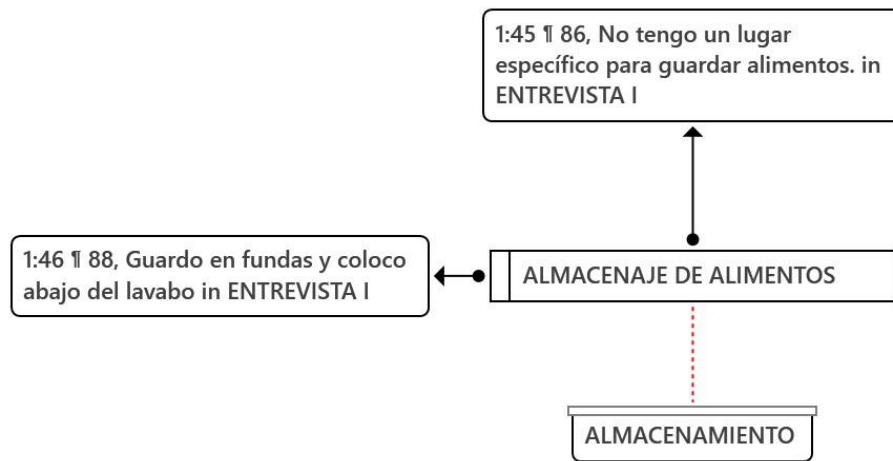 1:45 ¶ 86, No tengo un lugar
específico para guardar alimentos. in
ENTREVISTA I
1:46 ¶ 88, Guardo en fundas y coloco
abajo del lavabo in ENTREVISTA I
ALMACENAJE DE ALIMENTOS
ALMACENAMIENTO